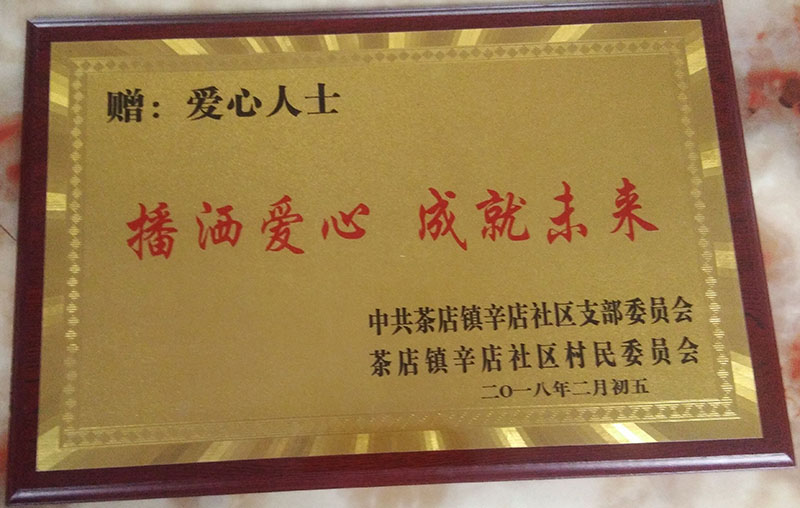 赠：爱心人士
播洒爱心 成就未来
中共茶店镇辛店社区支部委员会
茶店镇辛店社区村民委员会
二O一八年二月初五